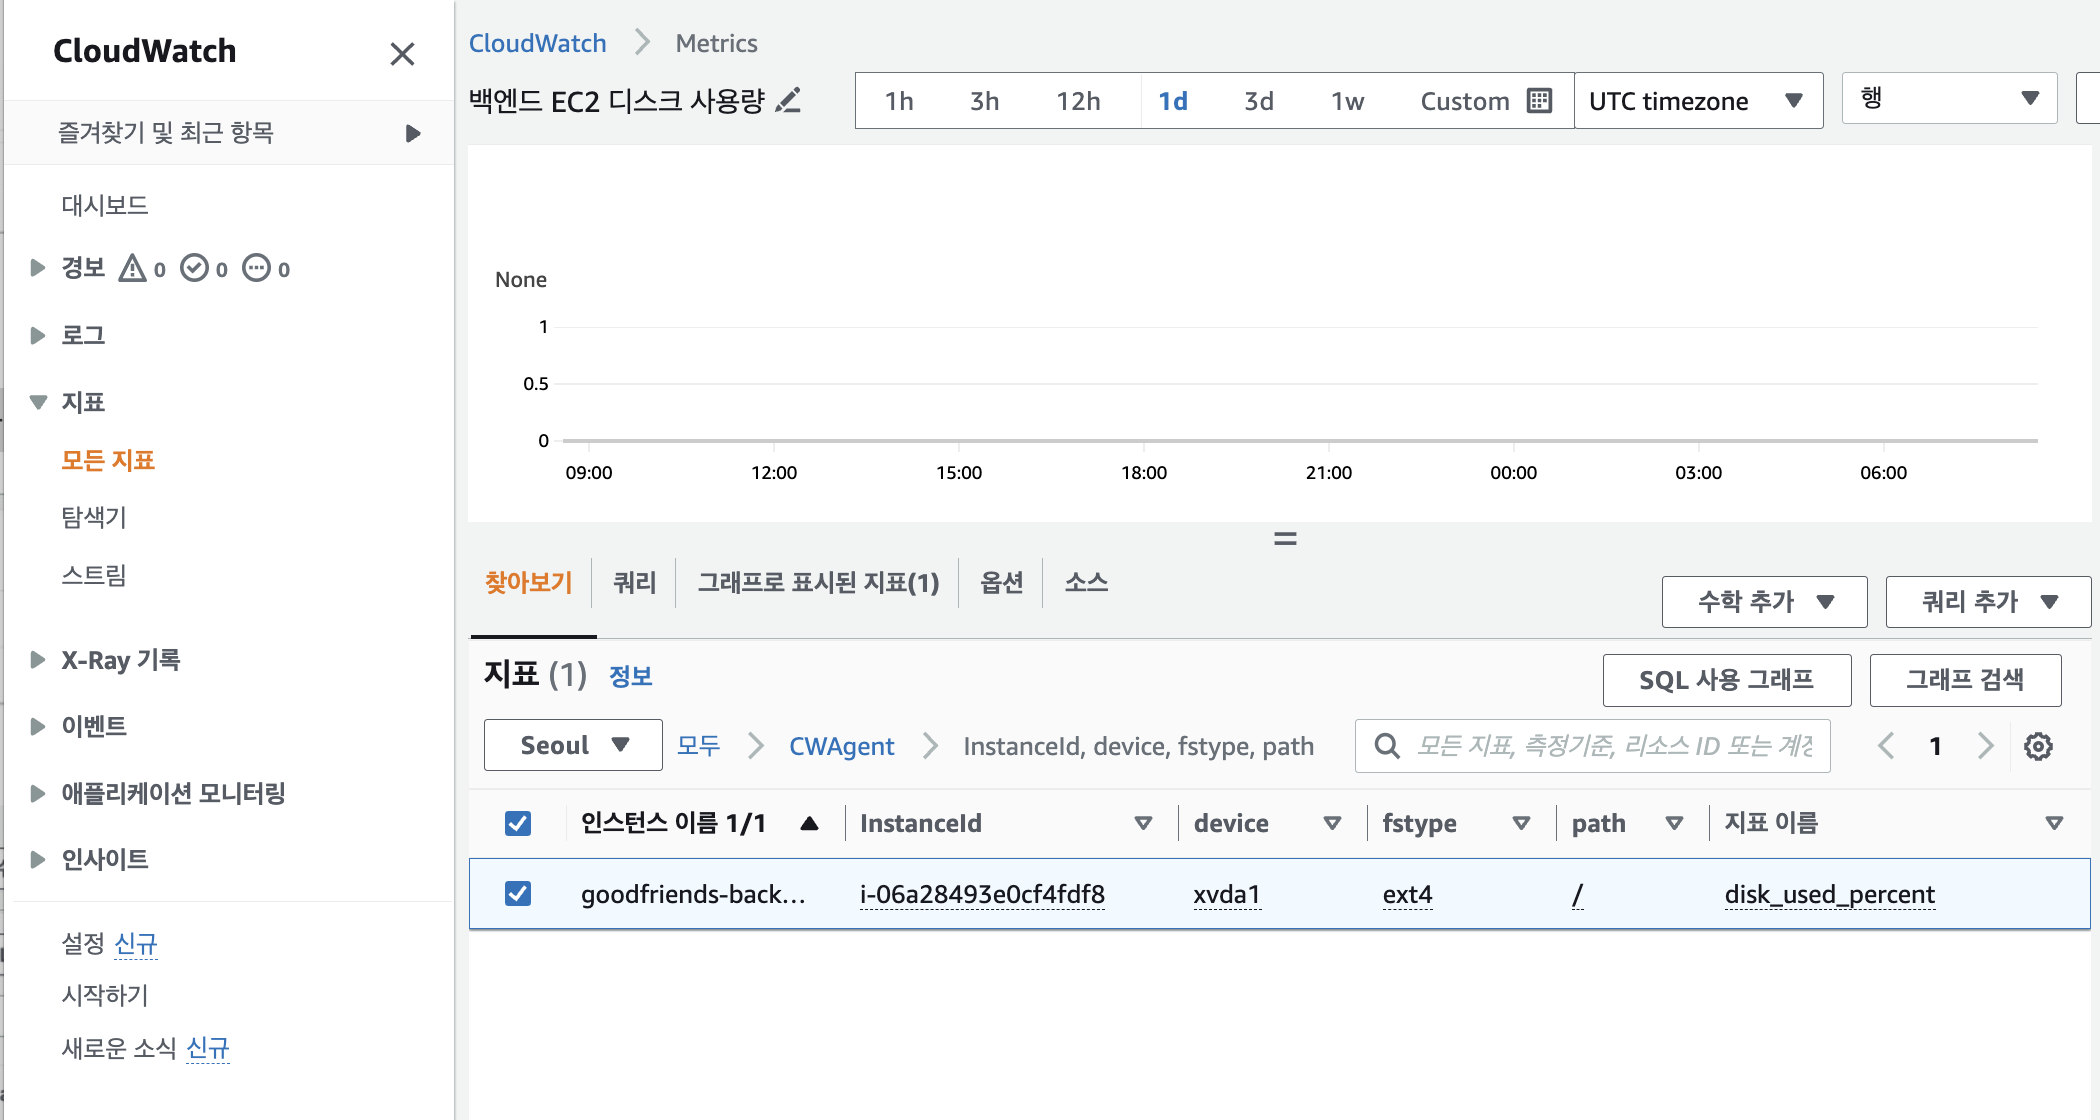 CloudWatch
즐겨찾기 및 최근 항목
대시보드
경보 0 0 0
로그
지표
모든 지표
탐색기
스트림
X-Ray 기록
이벤트
애플리케이션 모니터링
인사이트
설정 신규
시작하기
새로운 소식 신규
CloudWatch Metrics
백엔드 EC2 디스크 사용량
1h 3h 12h 1d 3d 1w Custom UTC timezone 행
None
1
0.5
0
09:00 12:00 15:00 18:00 21:00 00:00 03:00 06:00
찾아보기 쿼리 그래프로 표시된 지표(1) 옵션 소스
수학 추가 쿼리 추가
지표 (1) 정보
SQL 사용 그래프 그래프 검색
Seoul 모두 CWAgent InstanceId, device, fstype, path 모든 지표, 측정기준, 리소스 ID 또는 계정 1
인스턴스 이름 1/1 InstanceId device fstype path 지표 이름
goodfriends-back... i-06a28493e0cf4fdf8 xvda1 ext4 / disk_used_percent